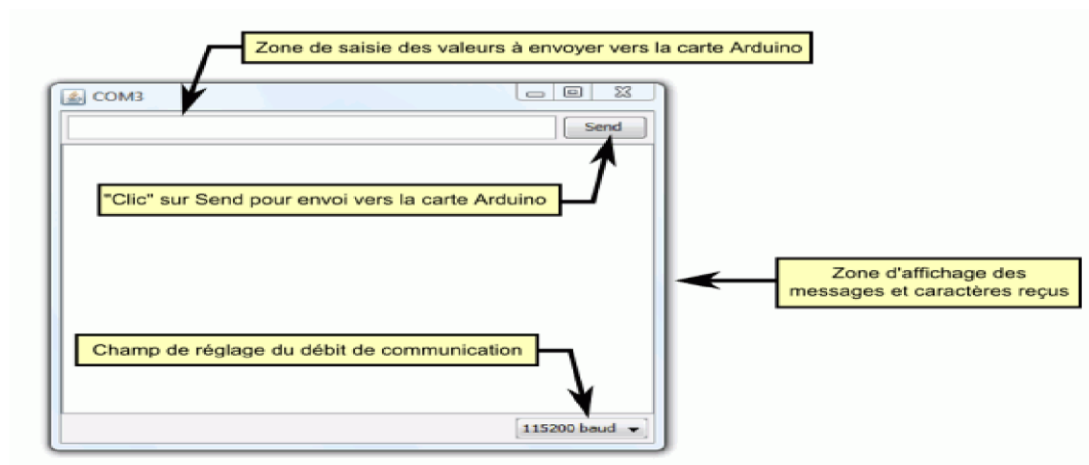 Zone de saisie des valeurs à envoyer vers la carte Arduino
COM3
Send
"Clic" sur Send pour envoi vers la carte Arduino
Zone d'affichage des
messages et caractères reçus
Champ de réglage du débit de communication
115200 baud